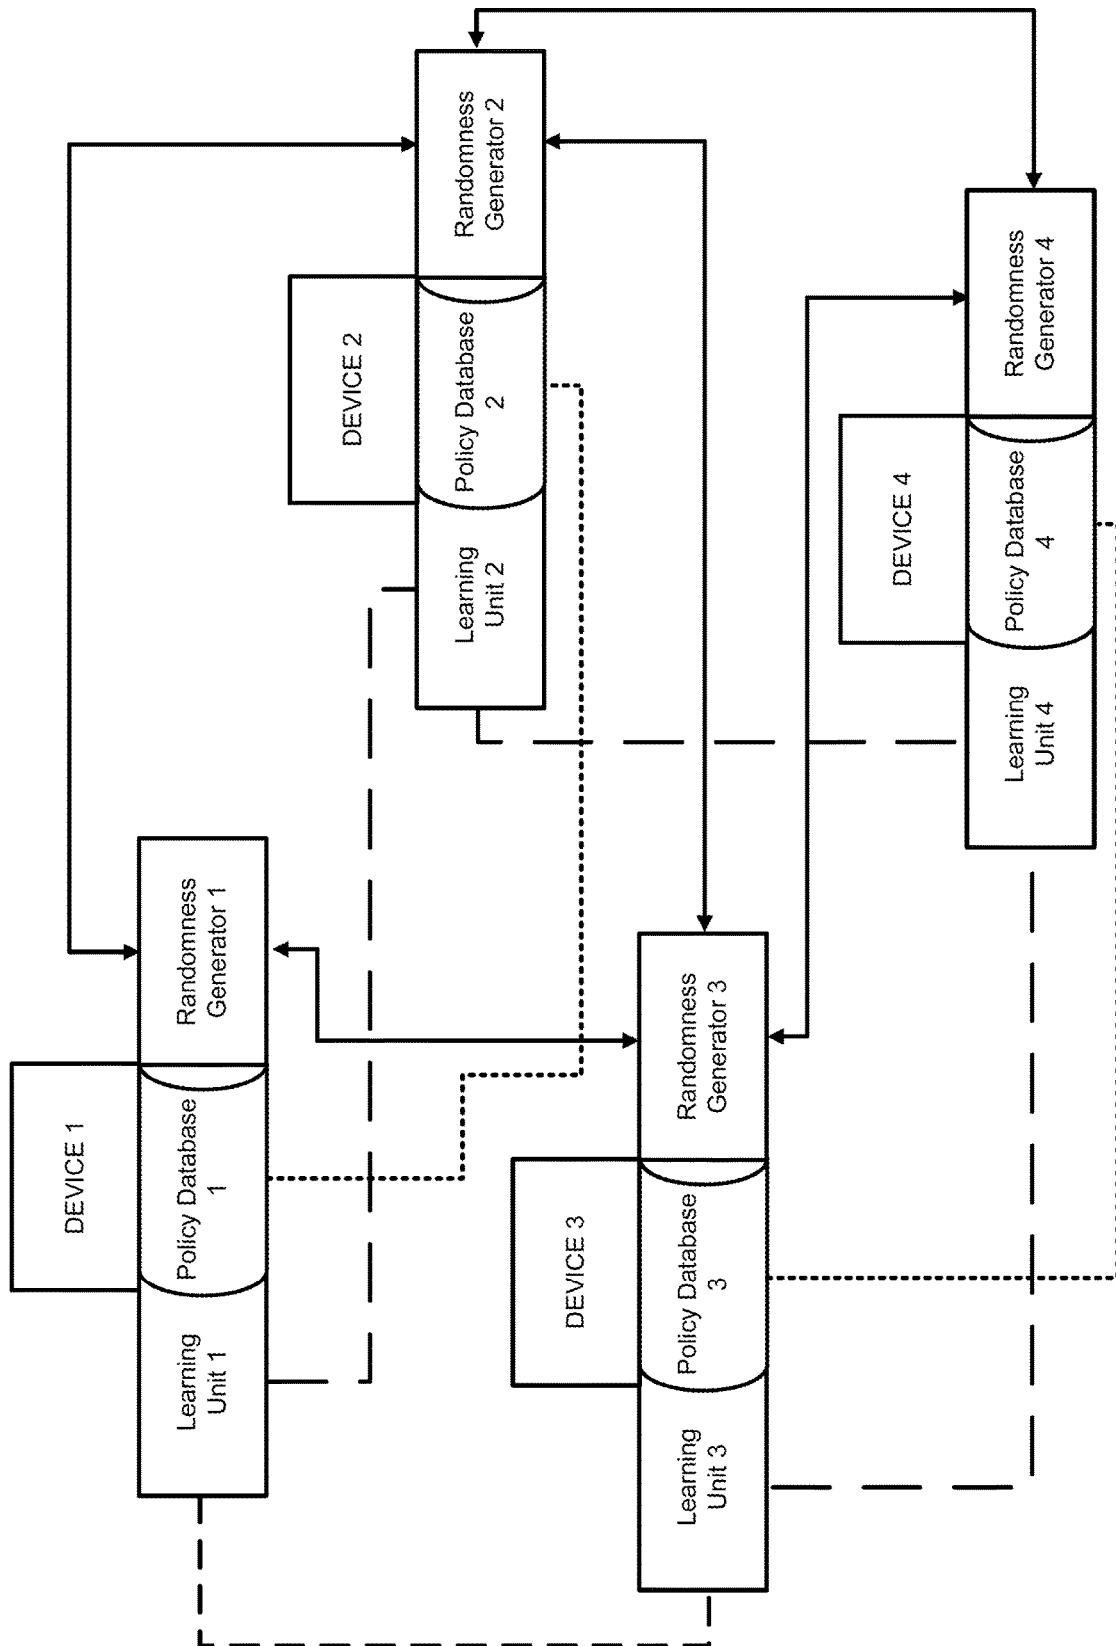 DEVICE 1
Learning
Unit 1
Policy Database
1
Randomness
Generator 1
DEVICE 2
Learning
Unit 2
Policy Database
2
Randomness
Generator 2
DEVICE 3
Learning
Unit 3
Policy Database
3
Randomness
Generator 3
DEVICE 4
Learning
Unit 4
Policy Database
4
Randomness
Generator 4